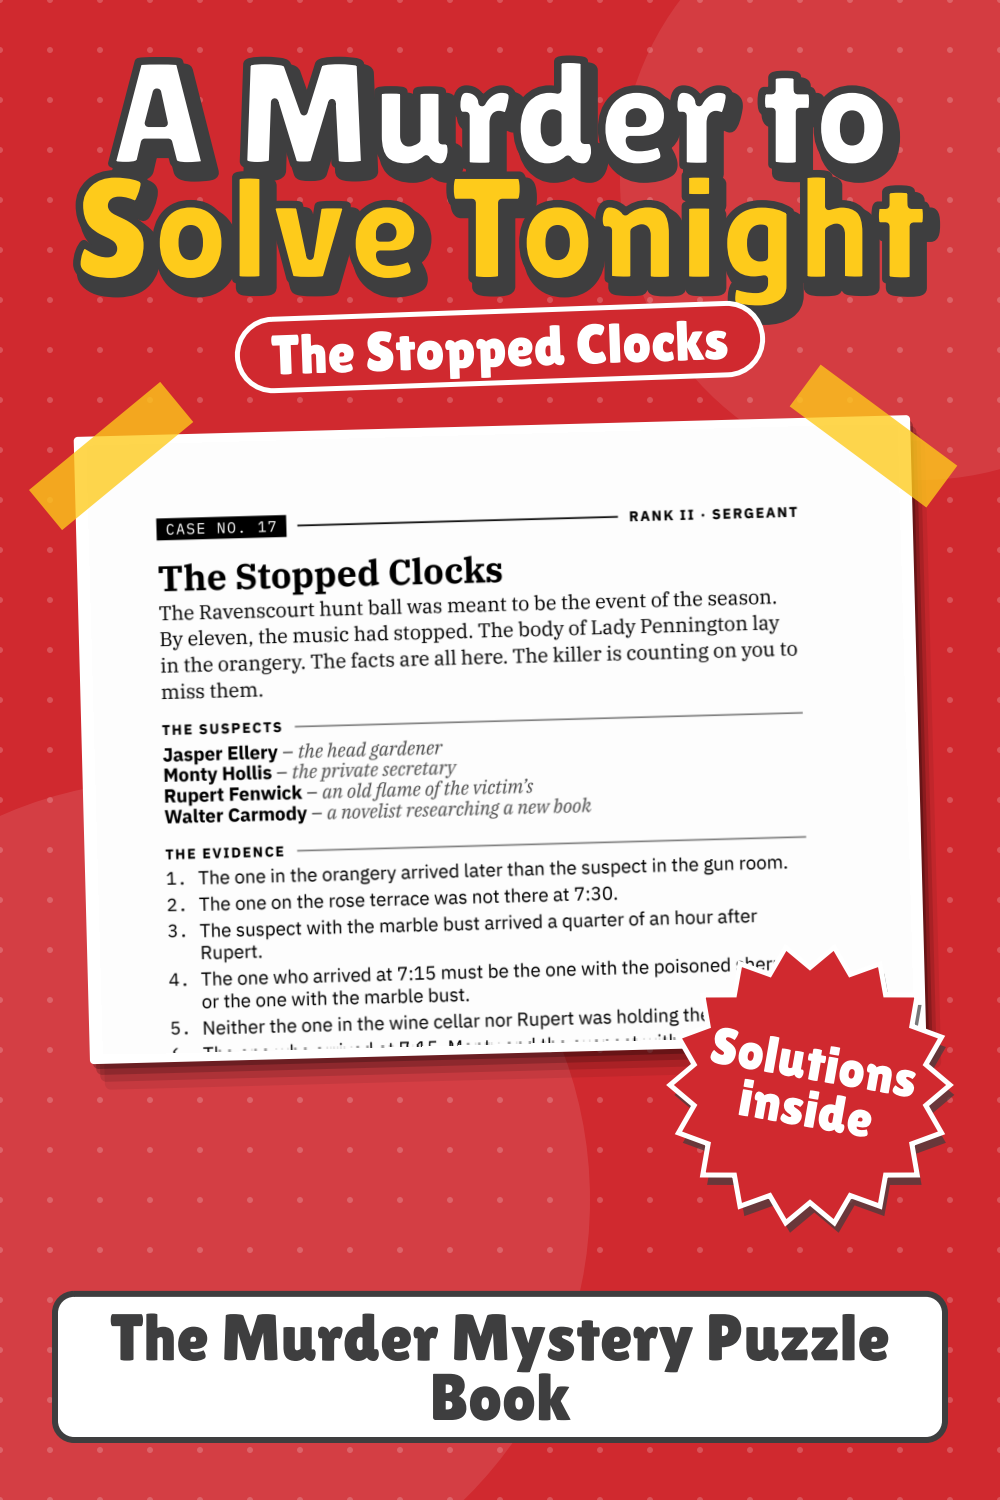 A Murder to
Solve Tonight
The Stopped Clocks
CASE NO. 17
RANK II · SERGEANT
The Stopped Clocks
The Ravenscourt hunt ball was meant to be the event of the season.
By eleven, the music had stopped. The body of Lady Pennington lay
in the orangery. The facts are all here. The killer is counting on you to
miss them.
THE SUSPECTS
Jasper Ellery – the head gardener
Monty Hollis – the private secretary
Rupert Fenwick – an old flame of the victim's
Walter Carmody – a novelist researching a new book
THE EVIDENCE
1. The one in the orangery arrived later than the suspect in the gun room.
2. The one on the rose terrace was not there at 7:30.
3. The suspect with the marble bust arrived a quarter of an hour after
Rupert.
4. The one who arrived at 7:15 must be the one with the poisoned
or the one with the marble bust.
5. Neither the one in the wine cellar nor Rupert was holding the
Solutions
inside
The Murder Mystery Puzzle
Book